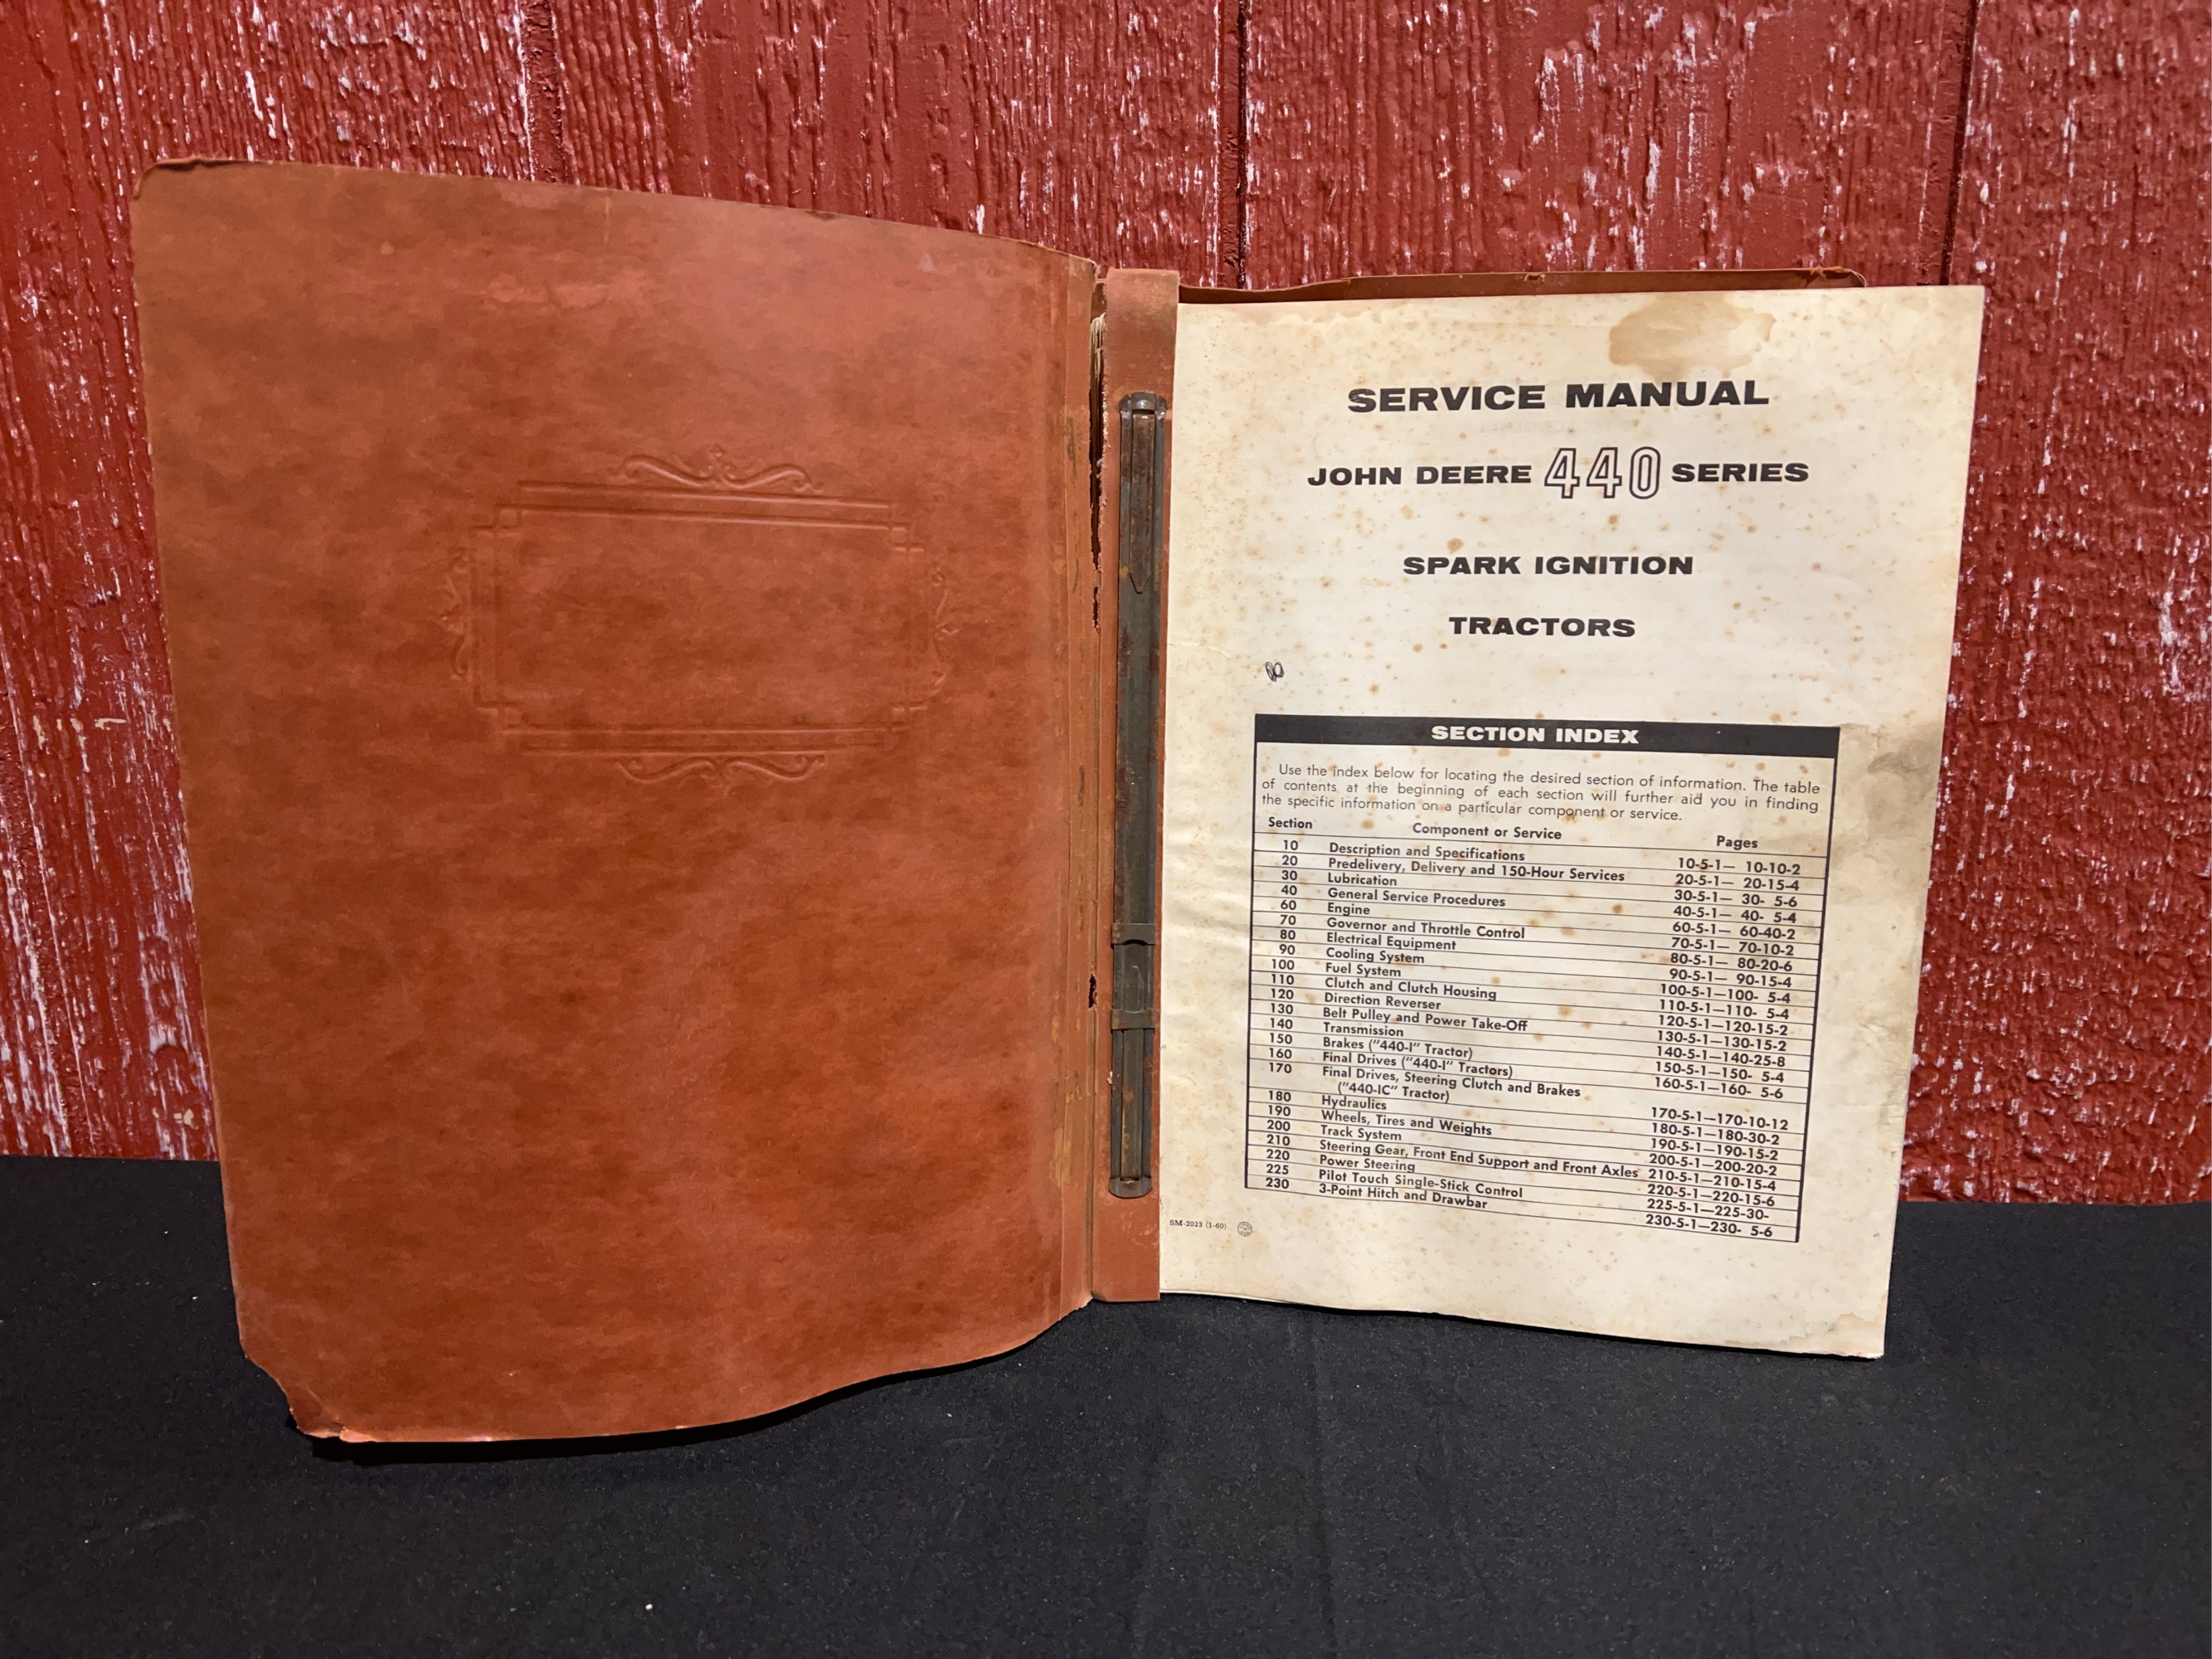 SERVICE MANUAL
JOHN DEERE 440 SERIES
SPARK IGNITION
TRACTORS
SECTION INDEX
Use the index below for locating the desired section of information. The table
of contents at the beginning of each section will further aid you in finding
the specific information on a particular component or service.
Section Component or Service Pages
10 Description and Specifications 10-5-1— 10-10-2
20 Predelivery, Delivery and 150-Hour Services 20-5-1— 20-15-4
30 Lubrication 30-5-1— 30- 5-6
40 General Service Procedures 40-5-1— 40- 5-4
60 Engine 60-5-1— 60-40-2
70 Governor and Throttle Control 70-5-1— 70-10-2
80 Electrical Equipment 80-5-1— 80-20-6
90 Cooling System 90-5-1— 90-15-4
100 Fuel System 100-5-1—100- 5-4
110 Clutch and Clutch Housing 110-5-1—110- 5-4
120 Direction Reverser 120-5-1—120-15-2
130 Belt Pulley and Power Take-Off 130-5-1—130-15-2
140 Transmission 140-5-1—140-25-8
150 Brakes ("440-I" Tractor) 150-5-1—150- 5-4
160 Final Drives ("440-I" Tractors) 160-5-1—160- 5-6
170 Final Drives, Steering Clutch and Brakes
("440-IC" Tractor) 170-5-1—170-10-12
180 Hydraulics 180-5-1—180-30-2
190 Wheels, Tires and Weights 190-5-1—190-15-2
200 Track System 200-5-1—200-20-2
210 Steering Gear, Front End Support and Front Axles 210-5-1—210-15-4
220 Power Steering 220-5-1—220-15-6
225 Pilot Touch Single-Stick Control 225-5-1—225-30-
230 3-Point Hitch and Drawbar 230-5-1—230- 5-6
SM-2023 (1-60)